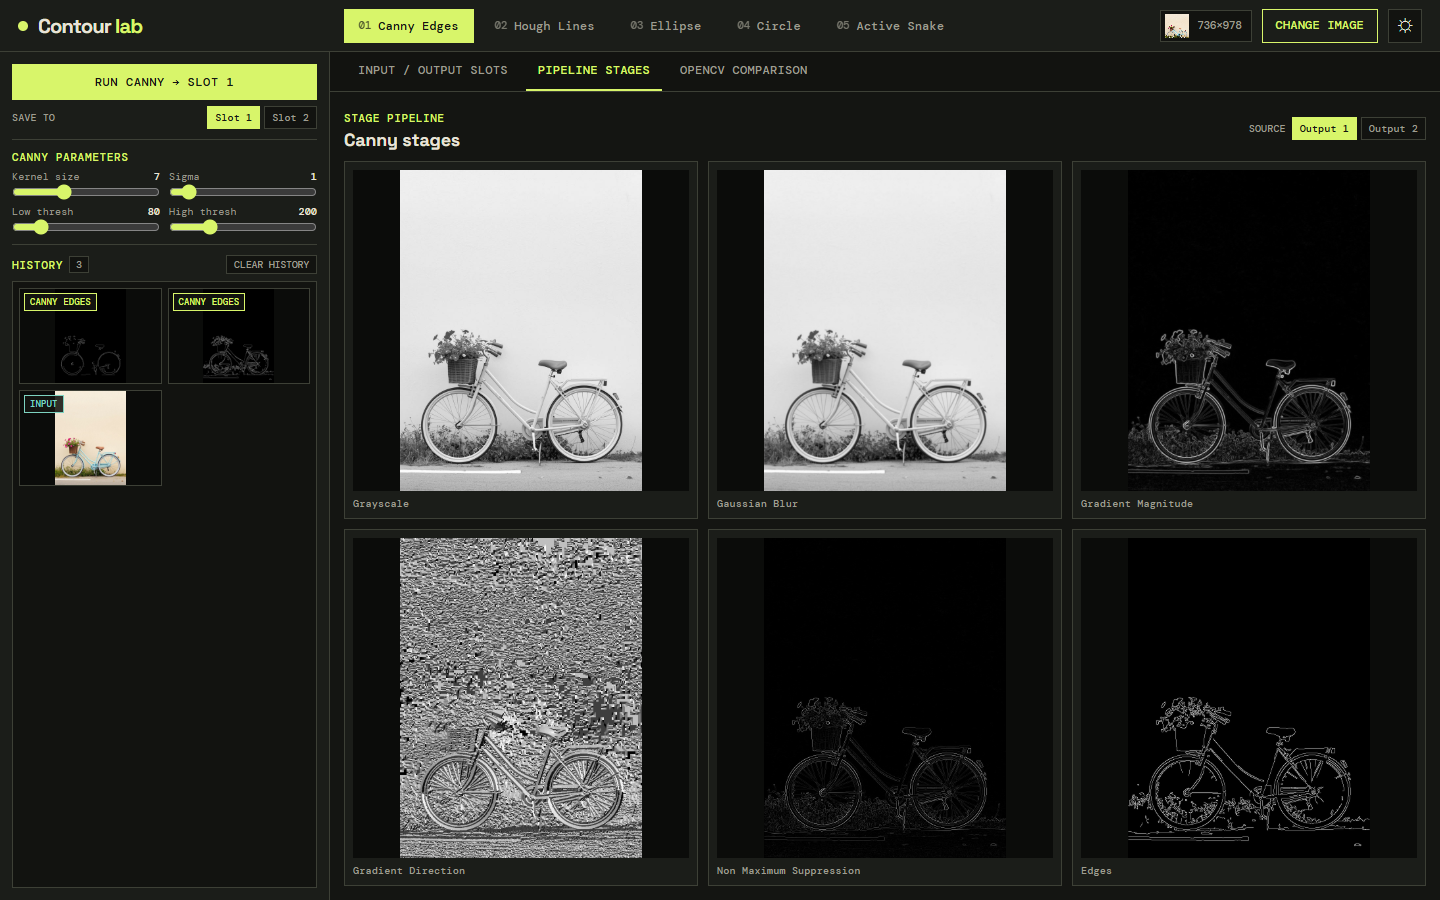 Contour lab
01 Canny Edges
02 Hough Lines
03 Ellipse
04 Circle
05 Active Snake
736×978
CHANGE IMAGE
RUN CANNY → SLOT 1
SAVE TO
Slot 1
Slot 2
CANNY PARAMETERS
Kernel size 7
Sigma 1
Low thresh 80
High thresh 200
HISTORY 3
CLEAR HISTORY
CANNY EDGES
CANNY EDGES
INPUT
INPUT / OUTPUT SLOTS
PIPELINE STAGES
OPENCV COMPARISON
STAGE PIPELINE
Canny stages
SOURCE
Output 1
Output 2
Grayscale
Gaussian Blur
Gradient Magnitude
Gradient Direction
Non Maximum Suppression
Edges